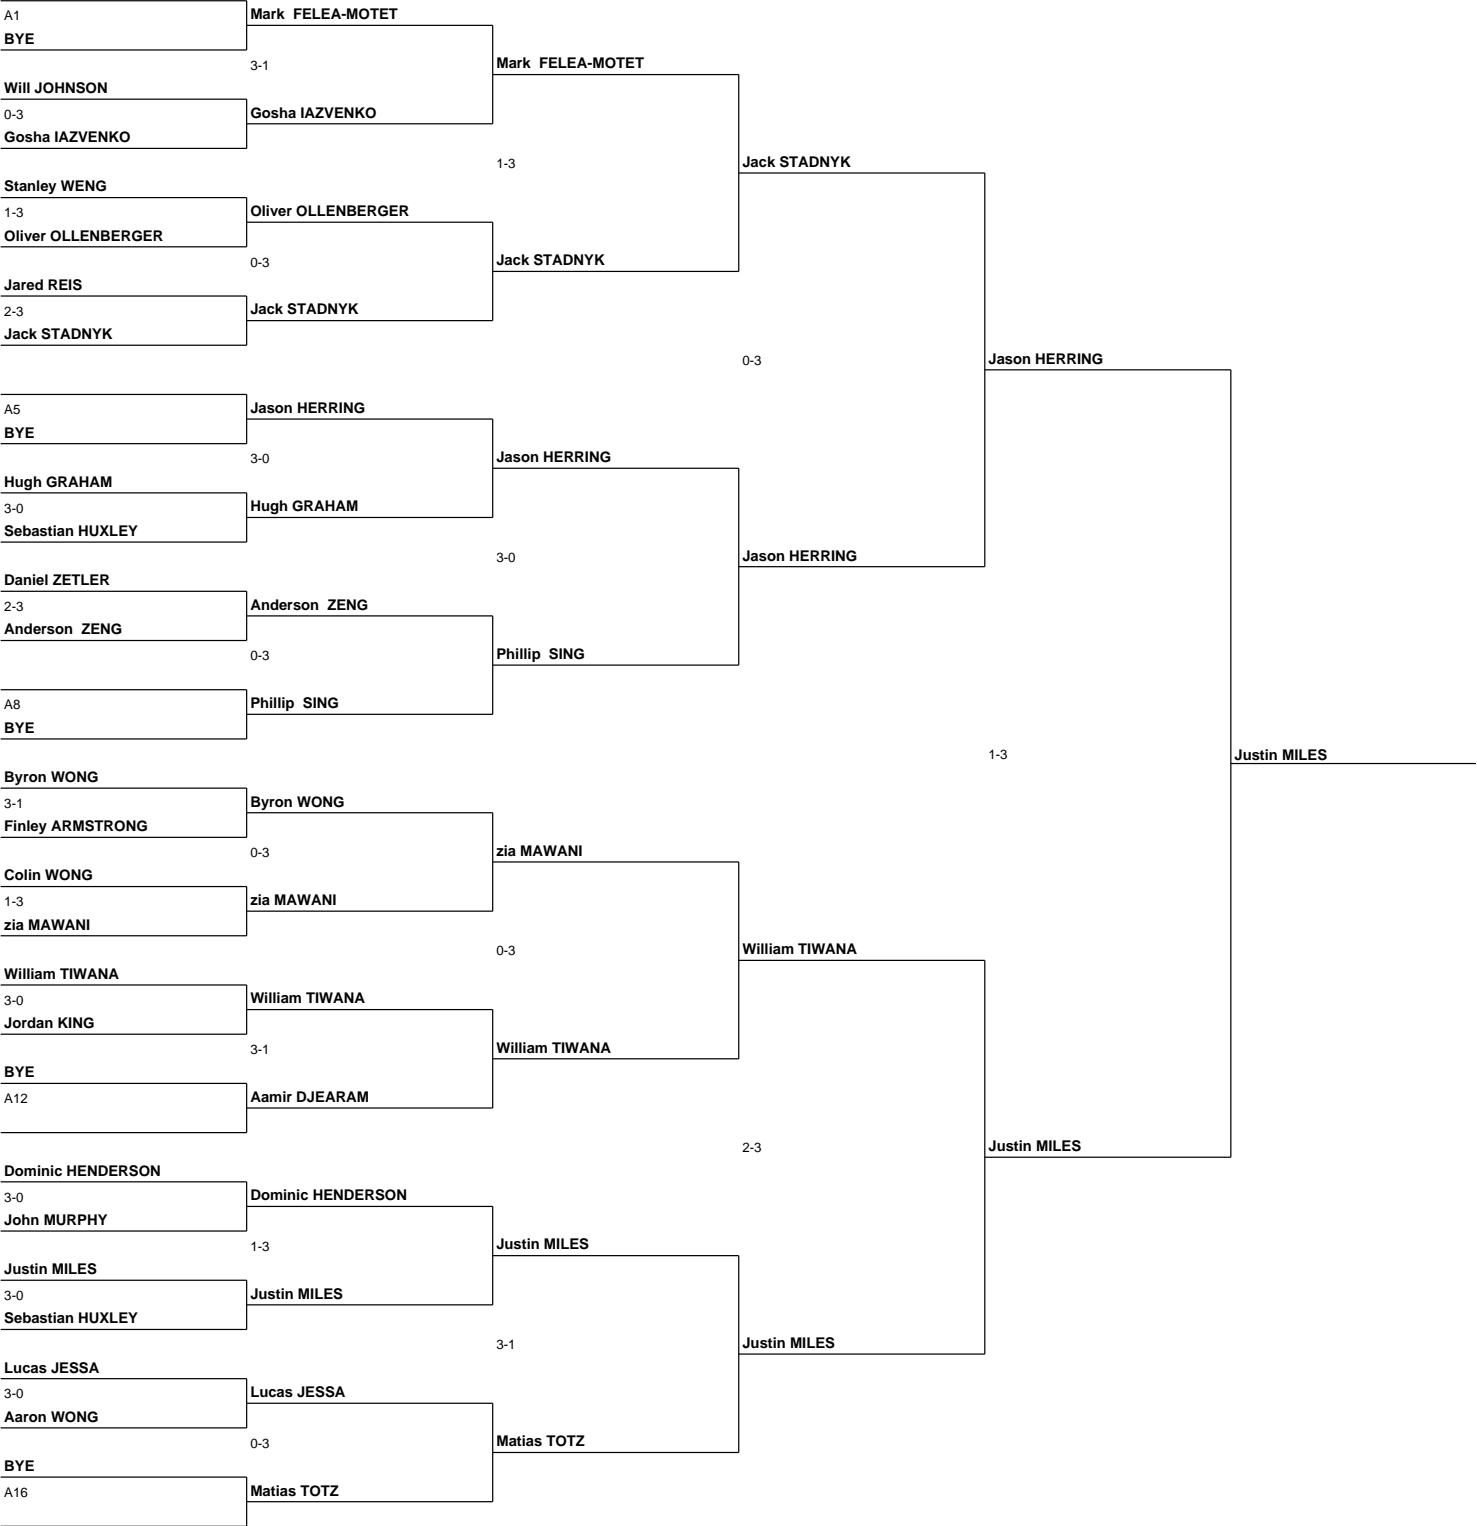 A1
Mark  FELEA-MOTET
BYE
3-1
Mark  FELEA-MOTET
Will JOHNSON
0-3
Gosha IAZVENKO
Gosha IAZVENKO
1-3
Jack STADNYK
Stanley WENG
1-3
Oliver OLLENBERGER
Oliver OLLENBERGER
0-3
Jack STADNYK
Jared REIS
2-3
Jack STADNYK
Jack STADNYK
0-3
Jason HERRING
A5
Jason HERRING
BYE
3-0
Jason HERRING
Hugh GRAHAM
3-0
Hugh GRAHAM
Sebastian HUXLEY
3-0
Jason HERRING
Daniel ZETLER
2-3
Anderson  ZENG
Anderson  ZENG
0-3
Phillip  SING
A8
Phillip  SING
BYE
1-3
Justin MILES
Byron WONG
3-1
Byron WONG
Finley ARMSTRONG
0-3
zia MAWANI
Colin WONG
1-3
zia MAWANI
zia MAWANI
0-3
William TIWANA
William TIWANA
3-0
William TIWANA
Jordan KING
3-1
William TIWANA
BYE
A12
Aamir DJEARAM
2-3
Justin MILES
Dominic HENDERSON
3-0
Dominic HENDERSON
John MURPHY
1-3
Justin MILES
Justin MILES
3-0
Justin MILES
Sebastian HUXLEY
3-1
Justin MILES
Lucas JESSA
3-0
Lucas JESSA
Aaron WONG
0-3
Matias TOTZ
BYE
A16
Matias TOTZ